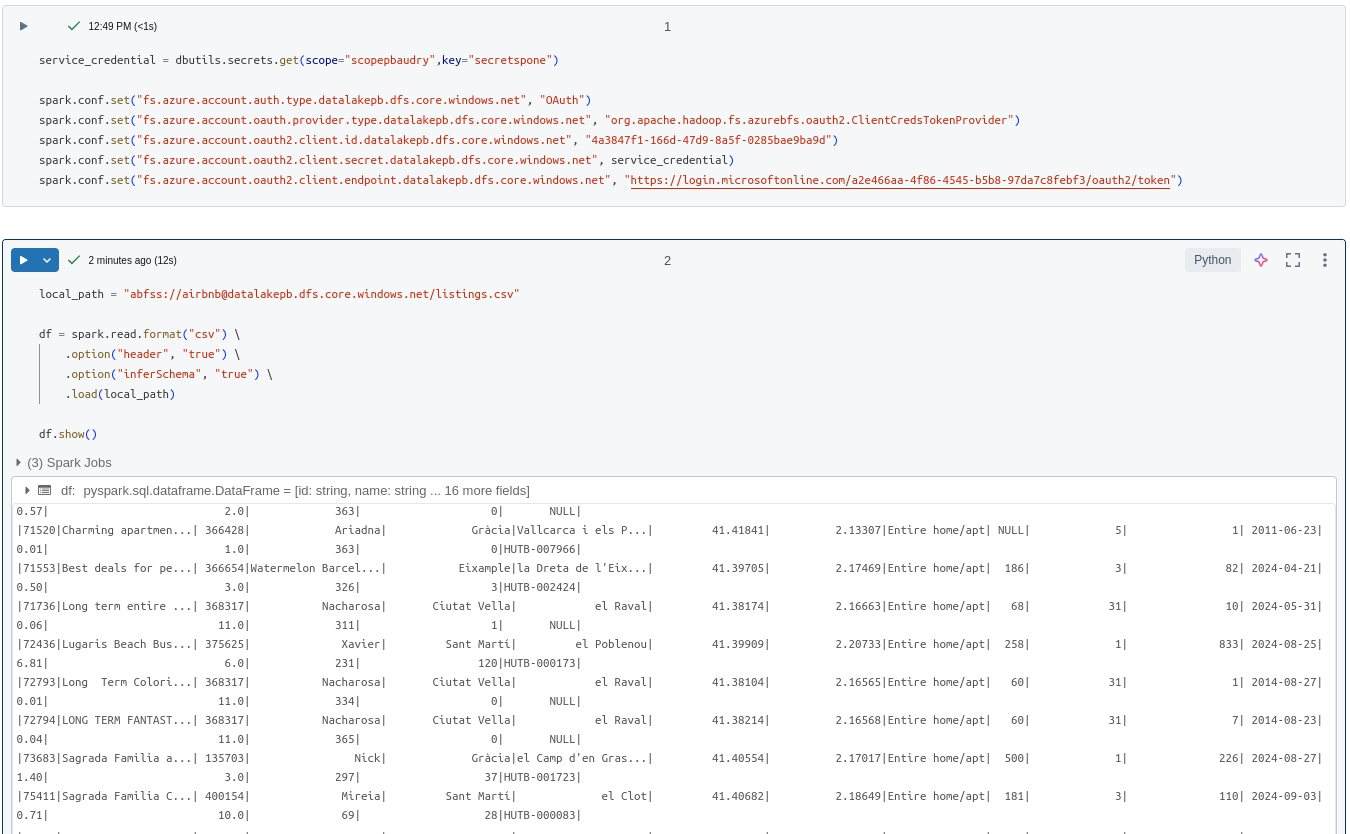 12:49 PM (<1s) 1
service_credential = dbutils.secrets.get(scope="scopepbaudry",key="secretspone")
spark.conf.set("fs.azure.account.auth.type.datalakepb.dfs.core.windows.net", "OAuth")
spark.conf.set("fs.azure.account.oauth.provider.type.datalakepb.dfs.core.windows.net", "org.apache.hadoop.fs.azurebfs.oauth2.ClientCredsTokenProvider")
spark.conf.set("fs.azure.account.oauth2.client.id.datalakepb.dfs.core.windows.net", "4a3847f1-166d-47d9-8a5f-0285bae9ba9d")
spark.conf.set("fs.azure.account.oauth2.client.secret.datalakepb.dfs.core.windows.net", service_credential)
spark.conf.set("fs.azure.account.oauth2.client.endpoint.datalakepb.dfs.core.windows.net", "https://login.microsoftonline.com/a2e466aa-4f86-4545-b5b8-97da7c8febf3/oauth2/token")
2 minutes ago (12s) 2 Python
local_path = "abfss://airbnb@datalakepb.dfs.core.windows.net/listings.csv"
df = spark.read.format("csv") \
.option("header", "true") \
.option("inferSchema", "true") \
.load(local_path)
df.show()
(3) Spark Jobs
df: pyspark.sql.dataframe.DataFrame = [id: string, name: string ... 16 more fields]
0.57| 2.0| 363| 0| NULL|
|71520|Charming apartmen...| 366428| Ariadna| Gràcia|Vallcarca i els P...| 41.41841| 2.13307|Entire home/apt| NULL| 5| 1| 2011-06-23|
0.01| 1.0| 363| 0|HUTB-007966|
|71553|Best deals for pe...| 366654|Watermelon Barcel...| Eixample|la Dreta de l'Eix...| 41.39705| 2.17469|Entire home/apt| 186| 3| 82| 2024-04-21|
0.50| 3.0| 326| 3|HUTB-002424|
|71736|Long term entire ...| 368317| Nacharosa| Ciutat Vella| el Raval| 41.38174| 2.16663|Entire home/apt| 68| 31| 10| 2024-05-31|
0.06| 11.0| 311| 1| NULL|
|72436|Lugaris Beach Bus...| 375625| Xavier| Sant Martí| el Poblenou| 41.39909| 2.20733|Entire home/apt| 258| 1| 833| 2024-08-25|
6.81| 6.0| 231| 120|HUTB-000173|
|72793|Long  Term Colori...| 368317| Nacharosa| Ciutat Vella| el Raval| 41.38104| 2.16565|Entire home/apt| 60| 31| 1| 2014-08-27|
0.01| 11.0| 334| 0| NULL|
|72794|LONG TERM FANTAST...| 368317| Nacharosa| Ciutat Vella| el Raval| 41.38214| 2.16568|Entire home/apt| 60| 31| 7| 2014-08-23|
0.04| 11.0| 365| 0| NULL|
|73683|Sagrada Familia a...| 135703| Nick| Gràcia|el Camp d'en Gras...| 41.40554| 2.17017|Entire home/apt| 500| 1| 226| 2024-08-27|
1.40| 3.0| 297| 37|HUTB-001723|
|75411|Sagrada Familia C...| 400154| Mireia| Sant Martí| el Clot| 41.40682| 2.18649|Entire home/apt| 181| 3| 110| 2024-09-03|
0.71| 10.0| 69| 28|HUTB-000083|